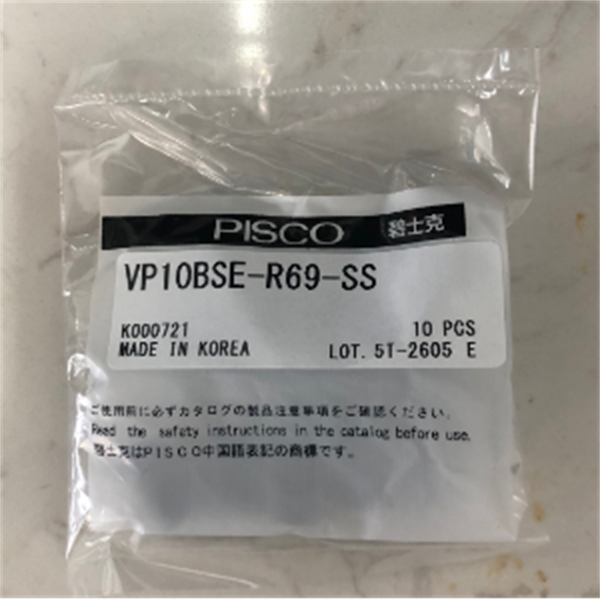 PISCO 碧士克
VP10BSE-R69-SS
K000721 10 PCS
MADE IN KOREA LOT. 5T-2605 E
ご使用前に必ずカタログの製品注意事項をご確認ください。
Read the safety instructions in the catalog before use.
碧士克はPISCO中国語表記の商標です。